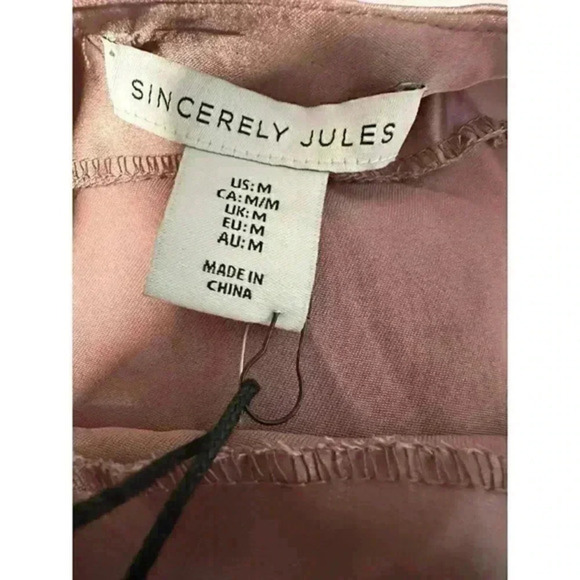 SINCERELY JULES
US: M
CA: M/M
UK: M
EU: M
AU: M
MADE IN
CHINA